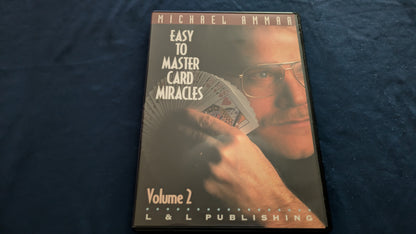 MICHAEL AMMAR
EASY
TO
MASTER
CARD
MIRACLES
Volume 2
L & L PUBLISHING